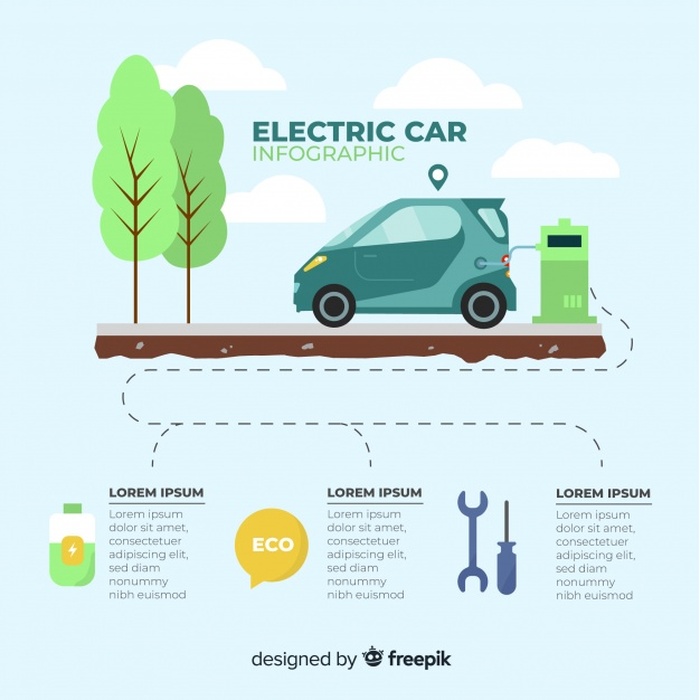 ELECTRIC CAR
INFOGRAPHIC
LOREM IPSUM
Lorem ipsum
dolor sit amet,
consectetuer
adipiscing elit,
sed diam
nonummy
nibh euismod
ECO
LOREM IPSUM
Lorem ipsum
dolor sit amet,
consectetuer
adipiscing elit,
sed diam
nonummy
nibh euismod
LOREM IPSUM
Lorem ipsum
dolor sit amet,
consectetuer
adipiscing elit,
sed diam
nonummy
nibh euismod
designed by freepik